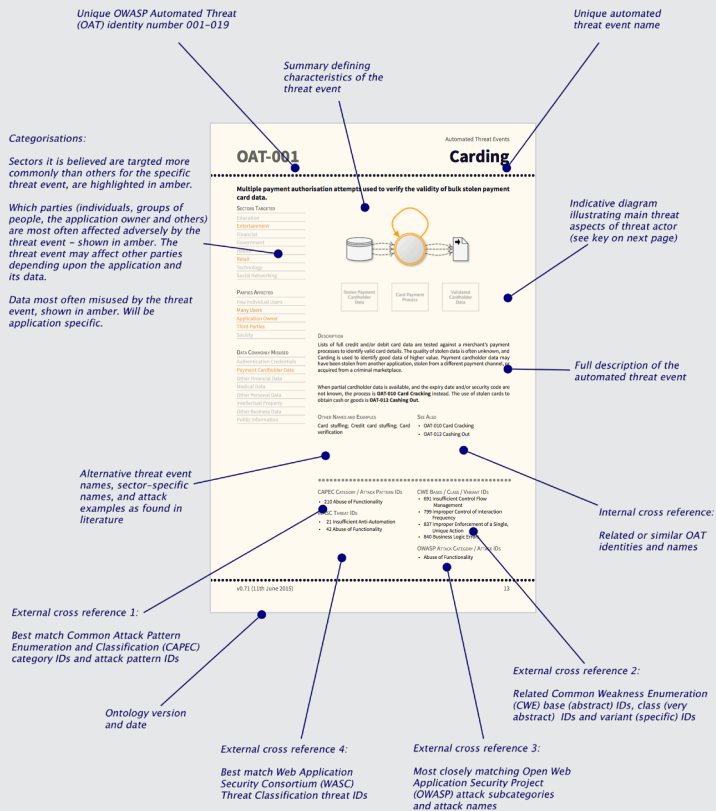 Unique OWASP Automated Threat
(OAT) identity number 001-019
Unique automated
threat event name
Summary defining
characteristics of the
threat event
Categorisations:
Sectors it is believed are targted more
commonly than others for the specific
threat event, are highlighted in amber.
Which parties (individuals, groups of
people, the application owner and others)
are most often affected adversely by the
threat event – shown in amber. The
threat event may affect other parties
depending upon the application and
its data.
Data most often misused by the threat
event, shown in amber. Will be
application specific.
Automated Threat Events
OAT-001
Carding
Multiple payment authorisation attempts used to verify the validity of bulk stolen payment
card data.
SECTORS TARGETED
Education
Entertainment
Financial
Government
Retail
Technology
Social Networking
PARTIES AFFECTED
Few Individual Users
Many Users
Application Owner
Third Parties
Society
DATA COMMONLY MISUSED
Authentication Credentials
Payment Cardholder Data
Other Financial Data
Medical Data
Other Personal Data
Intellectual Property
Other Business Data
Public Information
Stolen Payment
Cardholder
Data
Card Payment
Process
Validated
Cardholder
Data
Indicative diagram
illustrating main threat
aspects of threat actor
(see key on next page)
DESCRIPTION
Lists of full credit and/or debit card data are tested against a merchant's payment
processes to identify valid card details. The quality of stolen data is often unknown, and
Carding is used to identify good data of higher value. Payment cardholder data may
have been stolen from another application, stolen from a different payment channel,
acquired from a criminal marketplace.
When partial cardholder data is available, and the expiry date and/or security code are
not known, the process is OAT-010 Card Cracking instead. The use of stolen cards to
obtain cash or goods is OAT-012 Cashing Out.
Full description of the
automated threat event
OTHER NAMES AND EXAMPLES
Card stuffing; Credit card stuffing; Card
verification
SEE ALSO
• OAT-010 Card Cracking
• OAT-012 Cashing Out
Alternative threat event
names, sector-specific
names, and attack
examples as found in
literature
Internal cross reference:
Related or similar OAT
identities and names
CAPEC CATEGORY / ATTACK PATTERN IDS
• 210 Abuse of Functionality
WASC THREAT IDS
• 21 Insufficient Anti-Automation
• 42 Abuse of Functionality
CWE BASE / CLASS / VARIANT IDS
• 691 Insufficient Control Flow
Management
• 799 Improper Control of Interaction
Frequency
• 837 Improper Enforcement of a Single,
Unique Action
• 840 Business Logic Errors
OWASP ATTACK CATEGORY / ATTACK IDS
• Abuse of Functionality
v0.71 (11th June 2015)
13
External cross reference 1:
Best match Common Attack Pattern
Enumeration and Classification (CAPEC)
category IDs and attack pattern IDs
External cross reference 2:
Related Common Weakness Enumeration
(CWE) base (abstract) IDs, class (very
abstract) IDs and variant (specific) IDs
Ontology version
and date
External cross reference 4:
Best match Web Application
Security Consortium (WASC)
Threat Classification threat IDs
External cross reference 3:
Most closely matching Open Web
Application Security Project
(OWASP) attack subcategories
and attack names